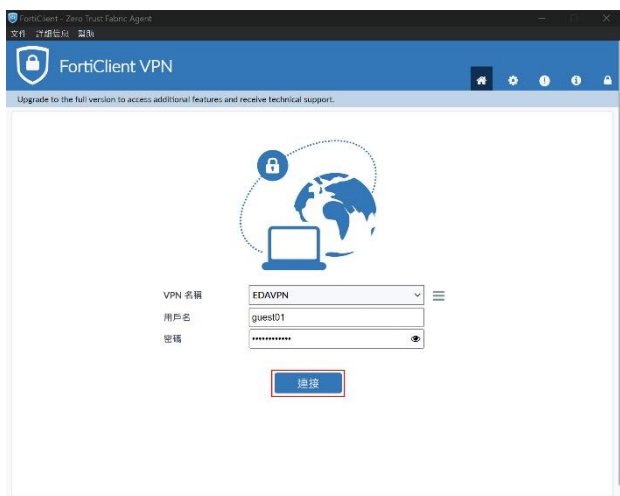 FortiClient - Zero Trust Fabric Agent
文件 詳細信息 幫助
FortiClient VPN
Upgrade to the full version to access additional features and receive technical support.
VPN 名稱 EDAVPN
用戶名 guest01
密碼 ••••••••••••
連接